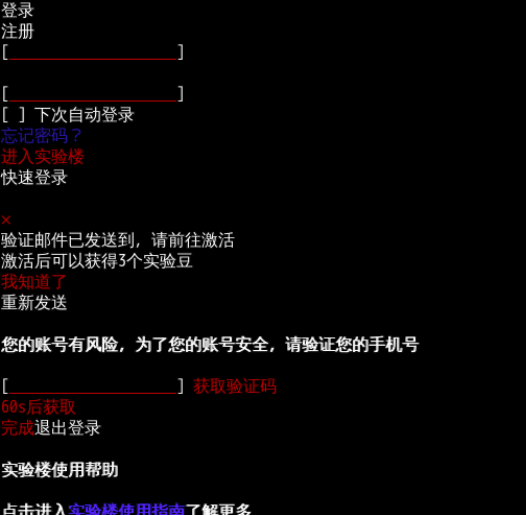 登录
注册
[____________________]
[____________________]
[ ] 下次自动登录
忘记密码？
进入实验楼
快速登录
×
验证邮件已发送到, 请前往激活
激活后可以获得3个实验豆
我知道了
重新发送
您的账号有风险, 为了您的账号安全, 请验证您的手机号
[____________________] 获取验证码
60s后获取
完成退出登录
实验楼使用帮助
点击进入实验楼使用指南了解更多